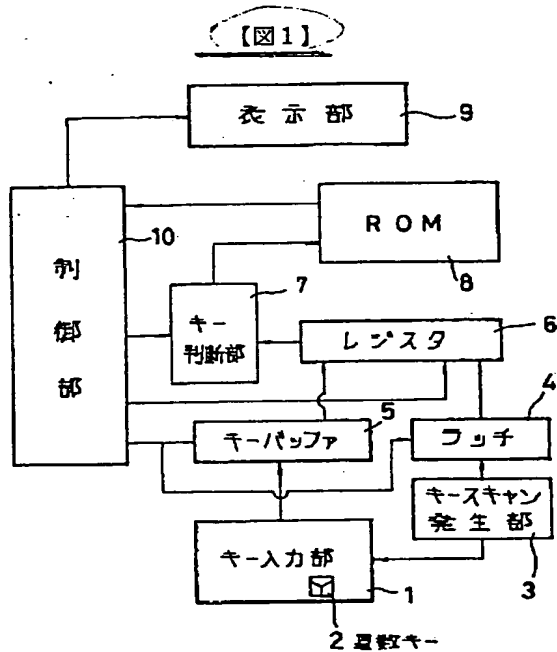 【図1】
表示部
9
10
ROM
制御部
8
7
キー
判断部
レジスタ
6
5
4
キーバッファ
ラッチ
キースキャン
発生部
キー入力部
3
1
2 変数キー